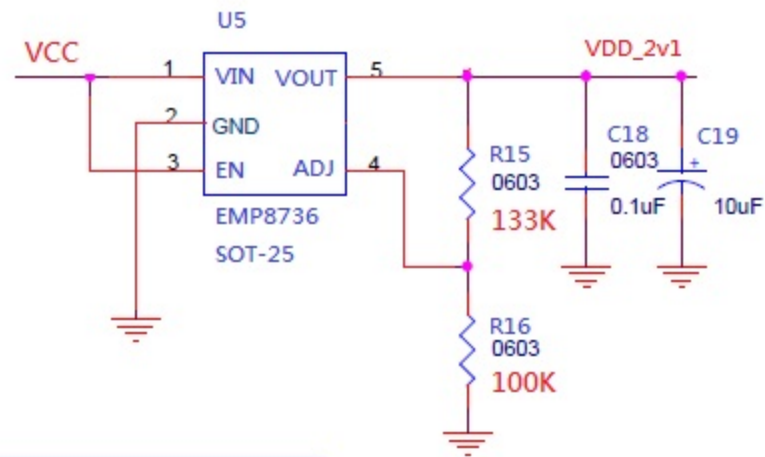 U5
VCC
VDD_2v1
1
VIN
VOUT
5
2
GND
3
EN
ADJ
4
EMP8736
SOT-25
R15
0603
133K
C18
0603
0.1uF
C19
+
10uF
R16
0603
100K